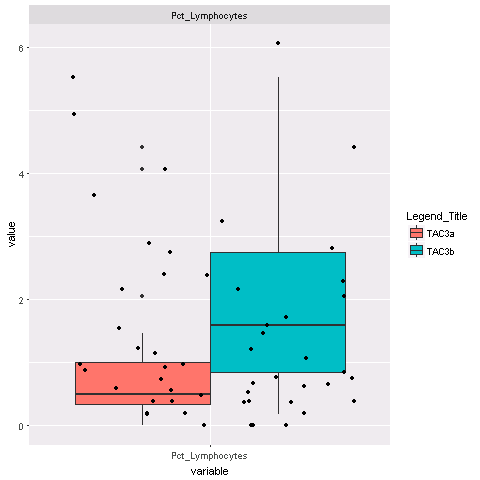 Pct_Lymphocytes
6
4
2
0
value
Pct_Lymphocytes
variable
Legend_Title
TAC3a
TAC3b